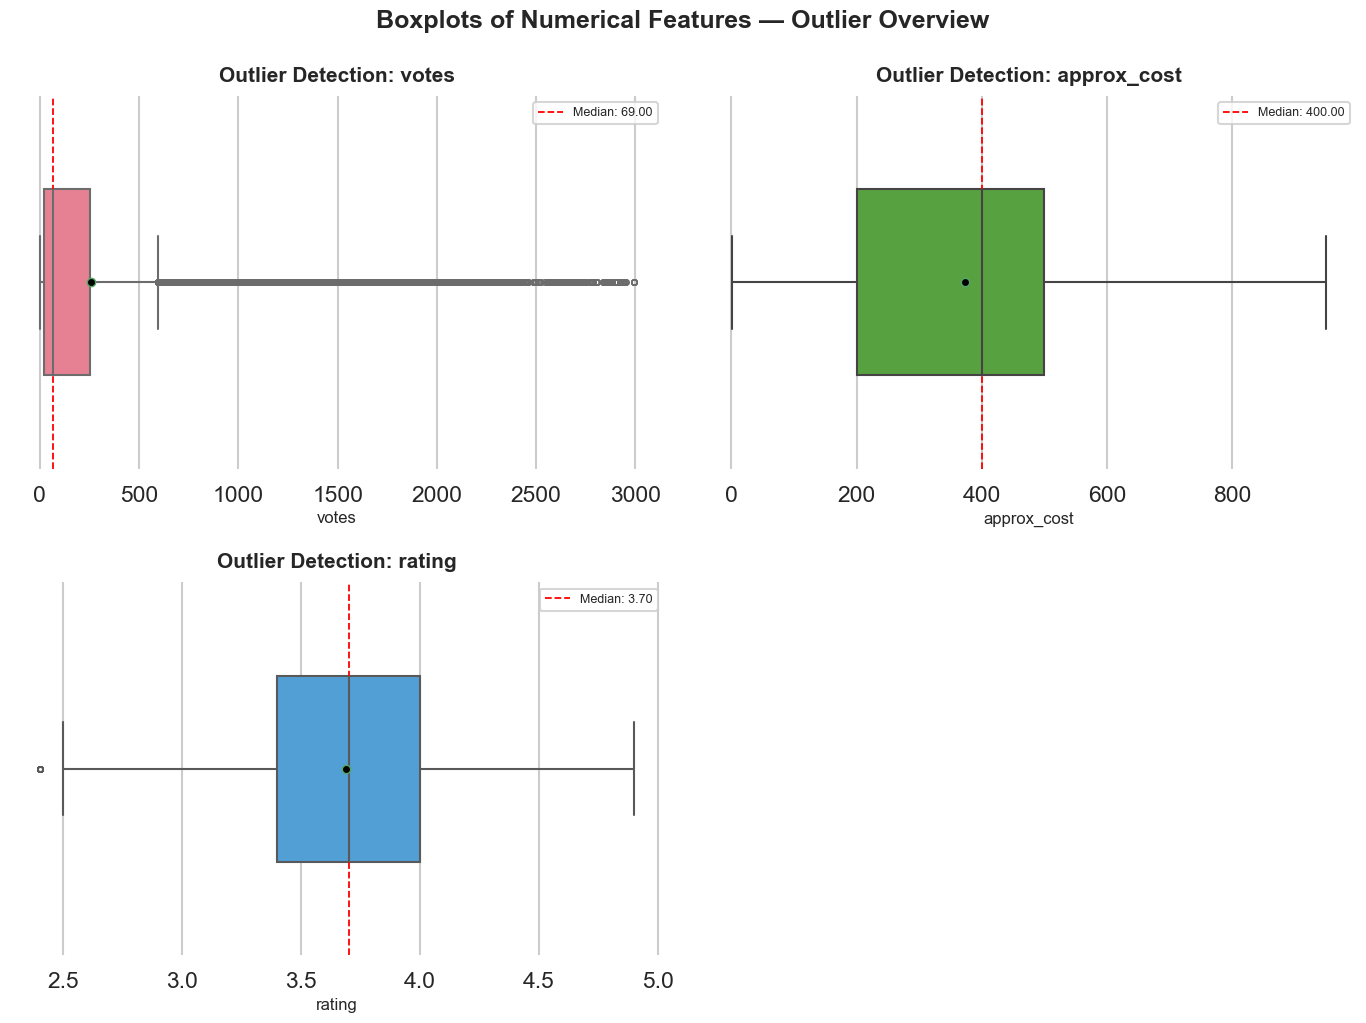 Boxplots of Numerical Features — Outlier Overview
Outlier Detection: votes
Median: 69.00
0 500 1000 1500 2000 2500 3000
votes
Outlier Detection: approx_cost
Median: 400.00
0 200 400 600 800
approx_cost
Outlier Detection: rating
Median: 3.70
2.5 3.0 3.5 4.0 4.5 5.0
rating